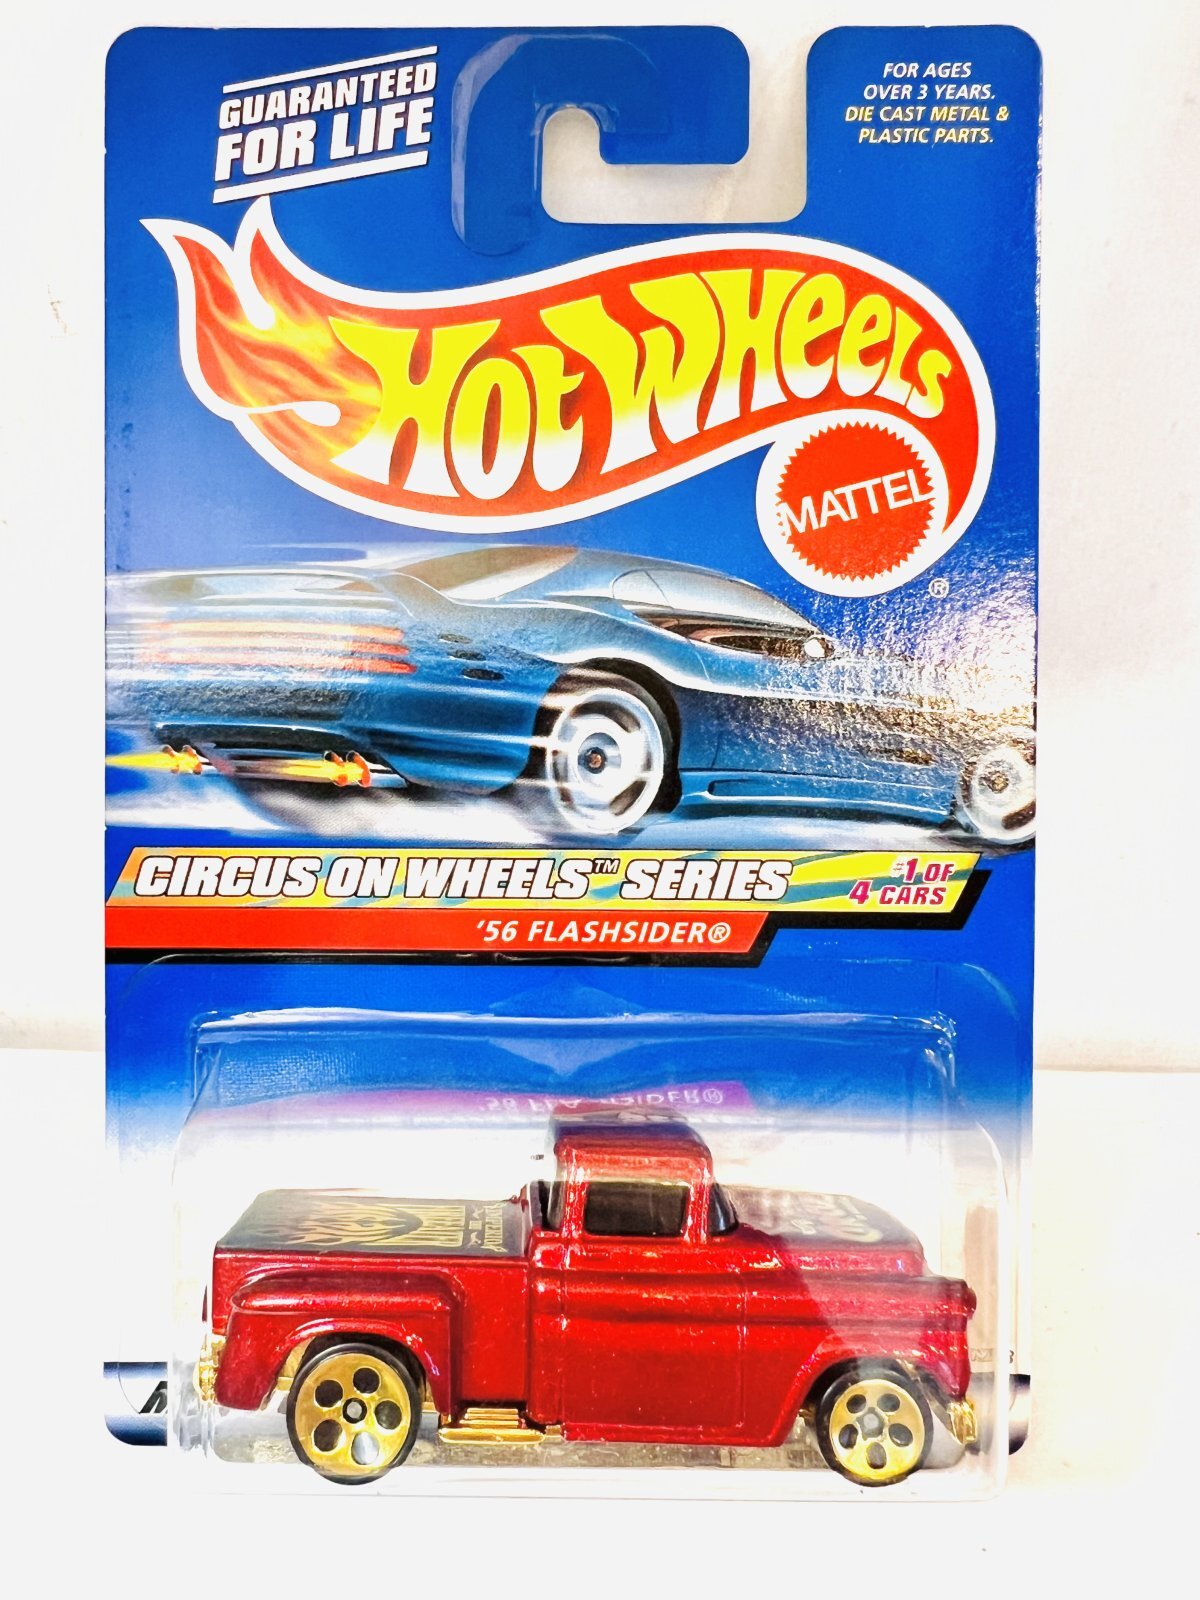 GUARANTEED
FOR LIFE
FOR AGES
OVER 3 YEARS.
DIE CAST METAL &
PLASTIC PARTS.
HOT WHEELS
MATTEL
®
CIRCUS ON WHEELS™ SERIES
#1 OF
4 CARS
'56 FLASHSIDER®